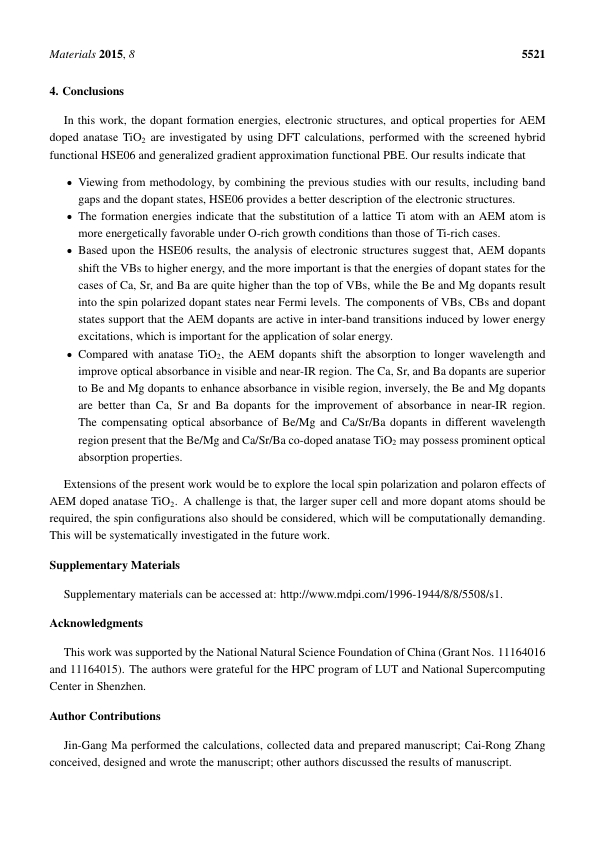 Materials 2015, 8 5521
4. Conclusions
In this work, the dopant formation energies, electronic structures, and optical properties for AEM
doped anatase TiO2 are investigated by using DFT calculations, performed with the screened hybrid
functional HSE06 and generalized gradient approximation functional PBE. Our results indicate that
• Viewing from methodology, by combining the previous studies with our results, including band
gaps and the dopant states, HSE06 provides a better description of the electronic structures.
• The formation energies indicate that the substitution of a lattice Ti atom with an AEM atom is
more energetically favorable under O-rich growth conditions than those of Ti-rich cases.
• Based upon the HSE06 results, the analysis of electronic structures suggest that, AEM dopants
shift the VBs to higher energy, and the more important is that the energies of dopant states for the
cases of Ca, Sr, and Ba are quite higher than the top of VBs, while the Be and Mg dopants result
into the spin polarized dopant states near Fermi levels. The components of VBs, CBs and dopant
states support that the AEM dopants are active in inter-band transitions induced by lower energy
excitations, which is important for the application of solar energy.
• Compared with anatase TiO2, the AEM dopants shift the absorption to longer wavelength and
improve optical absorbance in visible and near-IR region. The Ca, Sr, and Ba dopants are superior
to Be and Mg dopants to enhance absorbance in visible region, inversely, the Be and Mg dopants
are better than Ca, Sr and Ba dopants for the improvement of absorbance in near-IR region.
The compensating optical absorbance of Be/Mg and Ca/Sr/Ba dopants in different wavelength
region present that the Be/Mg and Ca/Sr/Ba co-doped anatase TiO2 may possess prominent optical
absorption properties.
Extensions of the present work would be to explore the local spin polarization and polaron effects of
AEM doped anatase TiO2. A challenge is that, the larger super cell and more dopant atoms should be
required, the spin configurations also should be considered, which will be computationally demanding.
This will be systematically investigated in the future work.
Supplementary Materials
Supplementary materials can be accessed at: http://www.mdpi.com/1996-1944/8/8/5508/s1.
Acknowledgments
This work was supported by the National Natural Science Foundation of China (Grant Nos. 11164016
and 11164015). The authors were grateful for the HPC program of LUT and National Supercomputing
Center in Shenzhen.
Author Contributions
Jin-Gang Ma performed the calculations, collected data and prepared manuscript; Cai-Rong Zhang
conceived, designed and wrote the manuscript; other authors discussed the results of manuscript.